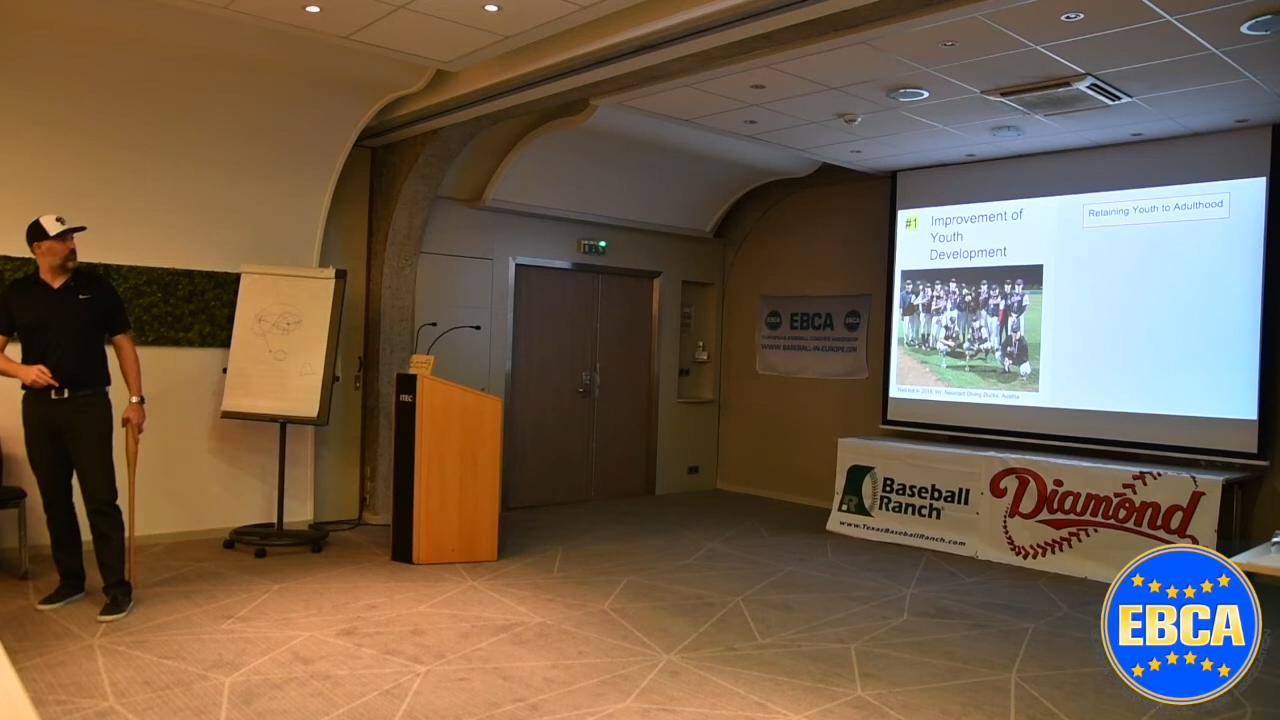 #1
Improvement of
Youth
Development
Retaining Youth to Adulthood
EBCA
WWW.BASEBALL-IN-EUROPE.COM
ITEC
R
Baseball
Ranch
www.TexasBaseballRanch.com
Diamond
EBCA